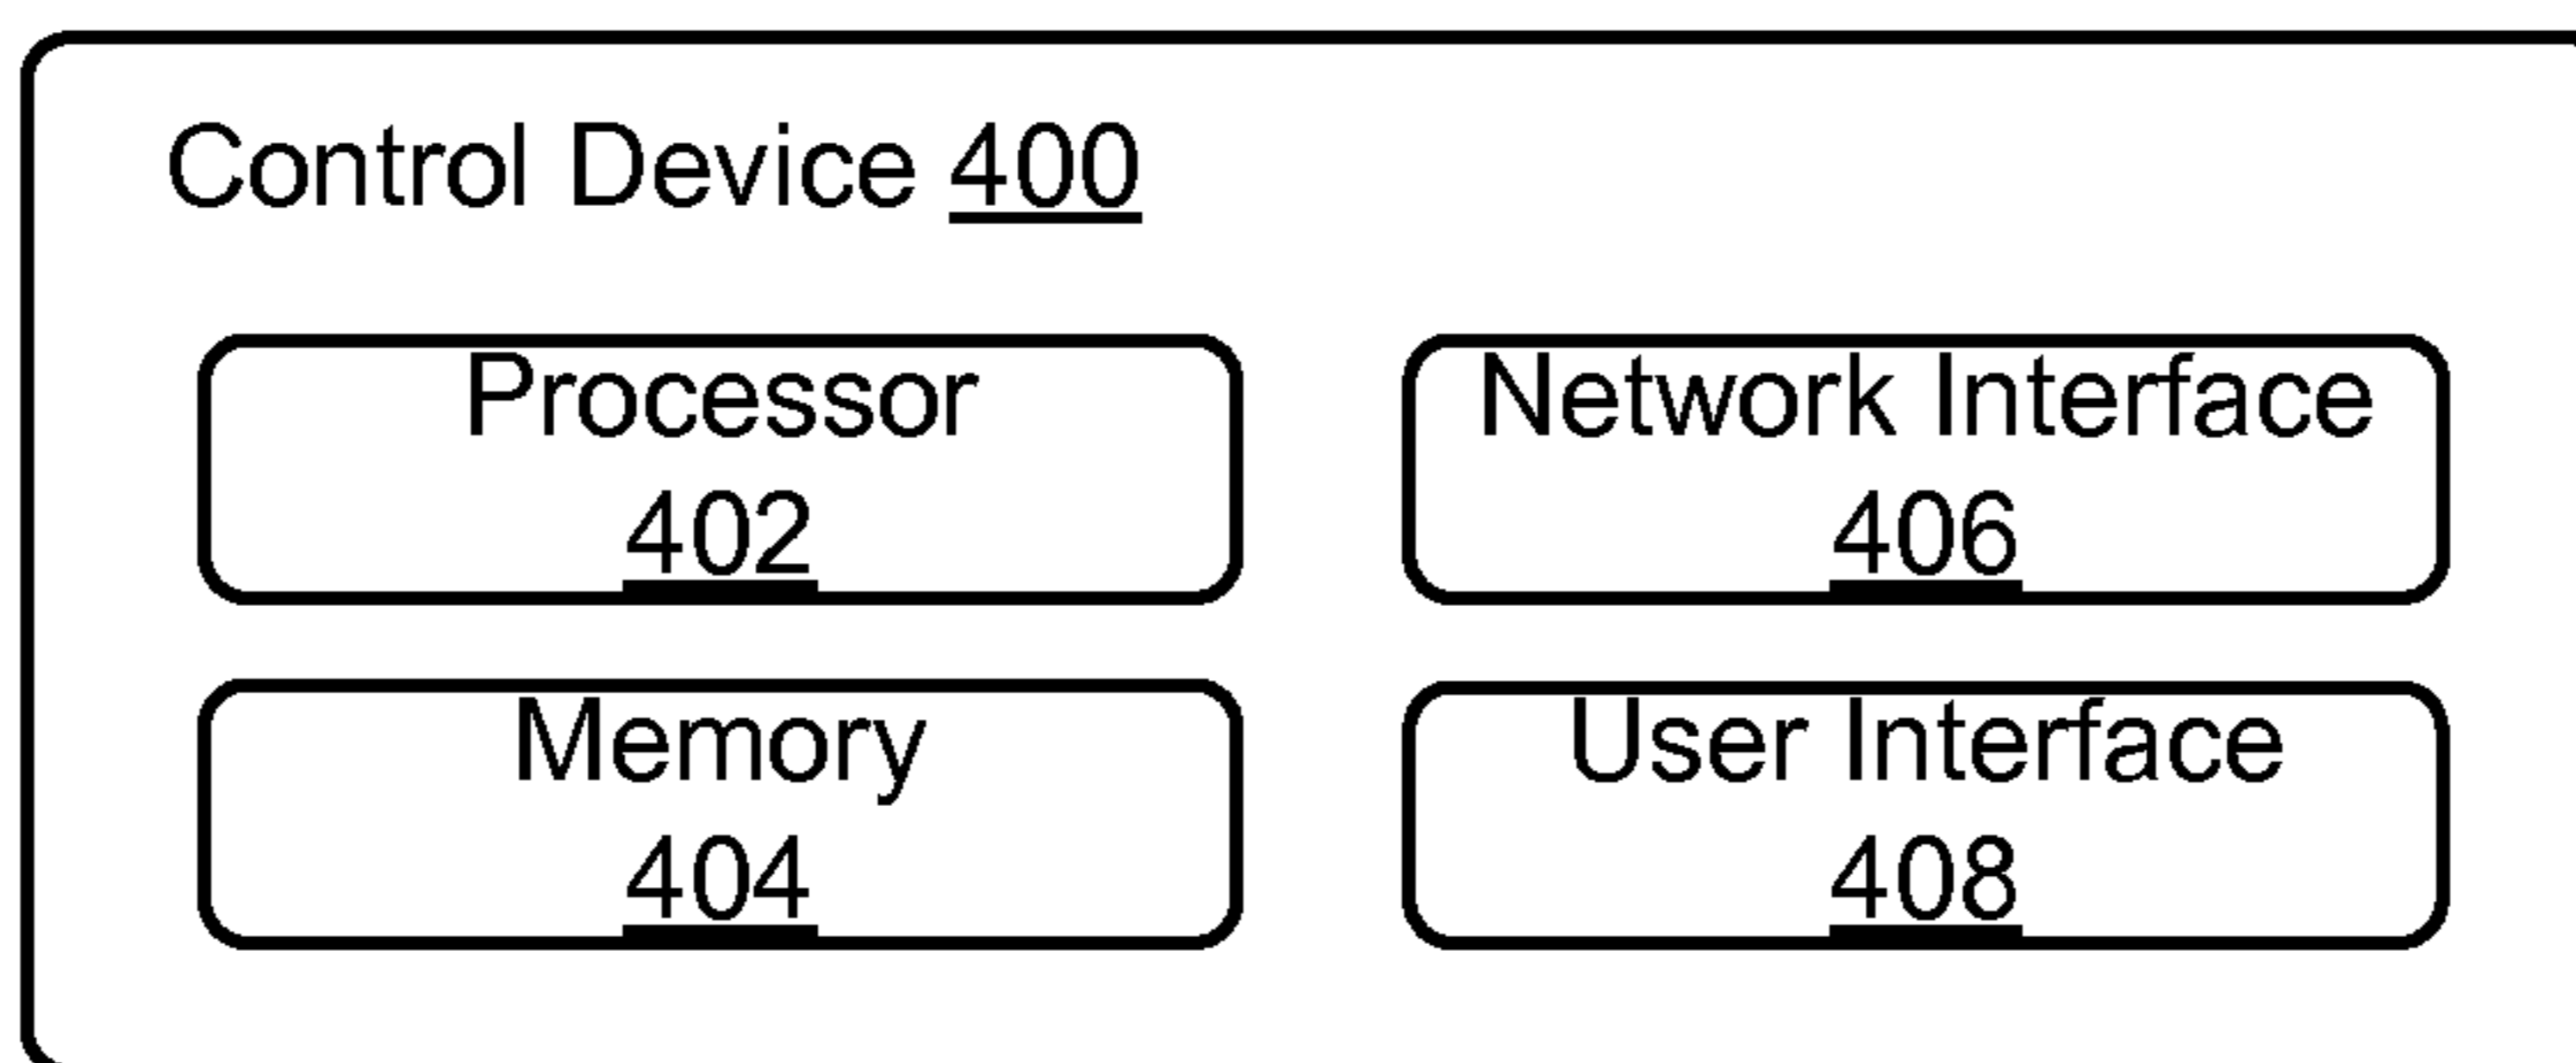 Control Device 400
Processor
402
Network Interface
406
Memory
404
User Interface
408